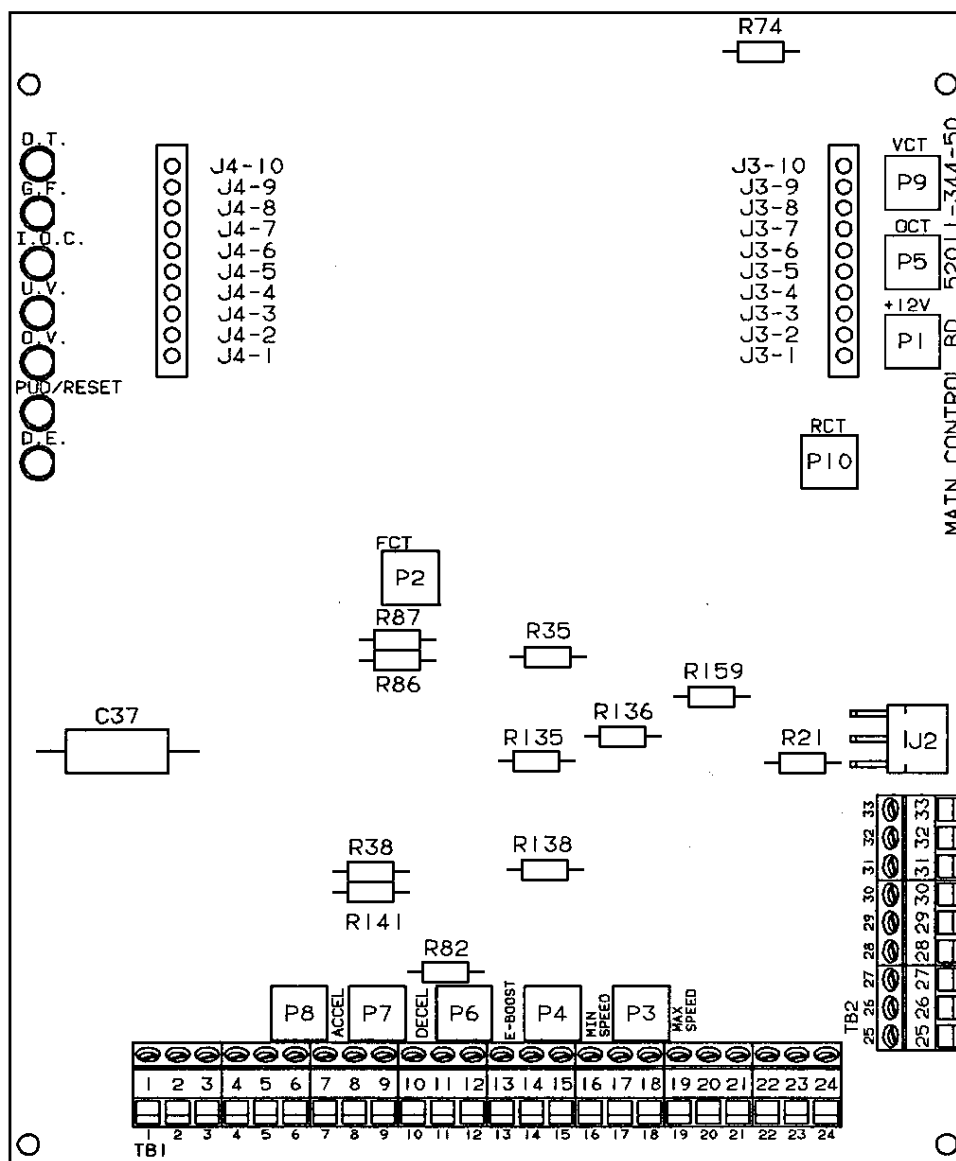 R74
O.T.
G.F.
I.O.C.
U.V.
O.V.
PUO/RESET
D.E.
J4-10
J4-9
J4-8
J4-7
J4-6
J4-5
J4-4
J4-3
J4-2
J4-1
J3-10
J3-9
J3-8
J3-7
J3-6
J3-5
J3-4
J3-3
J3-2
J3-1
VCT
P9
OCT
P5
+12V
P1
RCT
P10
MAIN CONTROL BD
FCT
P2
R87
R86
R35
R159
C37
R136
R135
R21
J2
R38
R141
R138
R82
P8
ACCEL
P7
DECEL
P6
E-BOOST
P4
MIN SPEED
P3
MAX SPEED
33 33
32 32
31 31
30 30
29 29
28 28
27 27
26 26
25 25
TB2
1 2 3 4 5 6 7 8 9 10 11 12 13 14 15 16 17 18 19 20 21 22 23 24
1 2 3 4 5 6 7 8 9 10 11 12 13 14 15 16 17 18 19 20 21 22 23 24
TB1